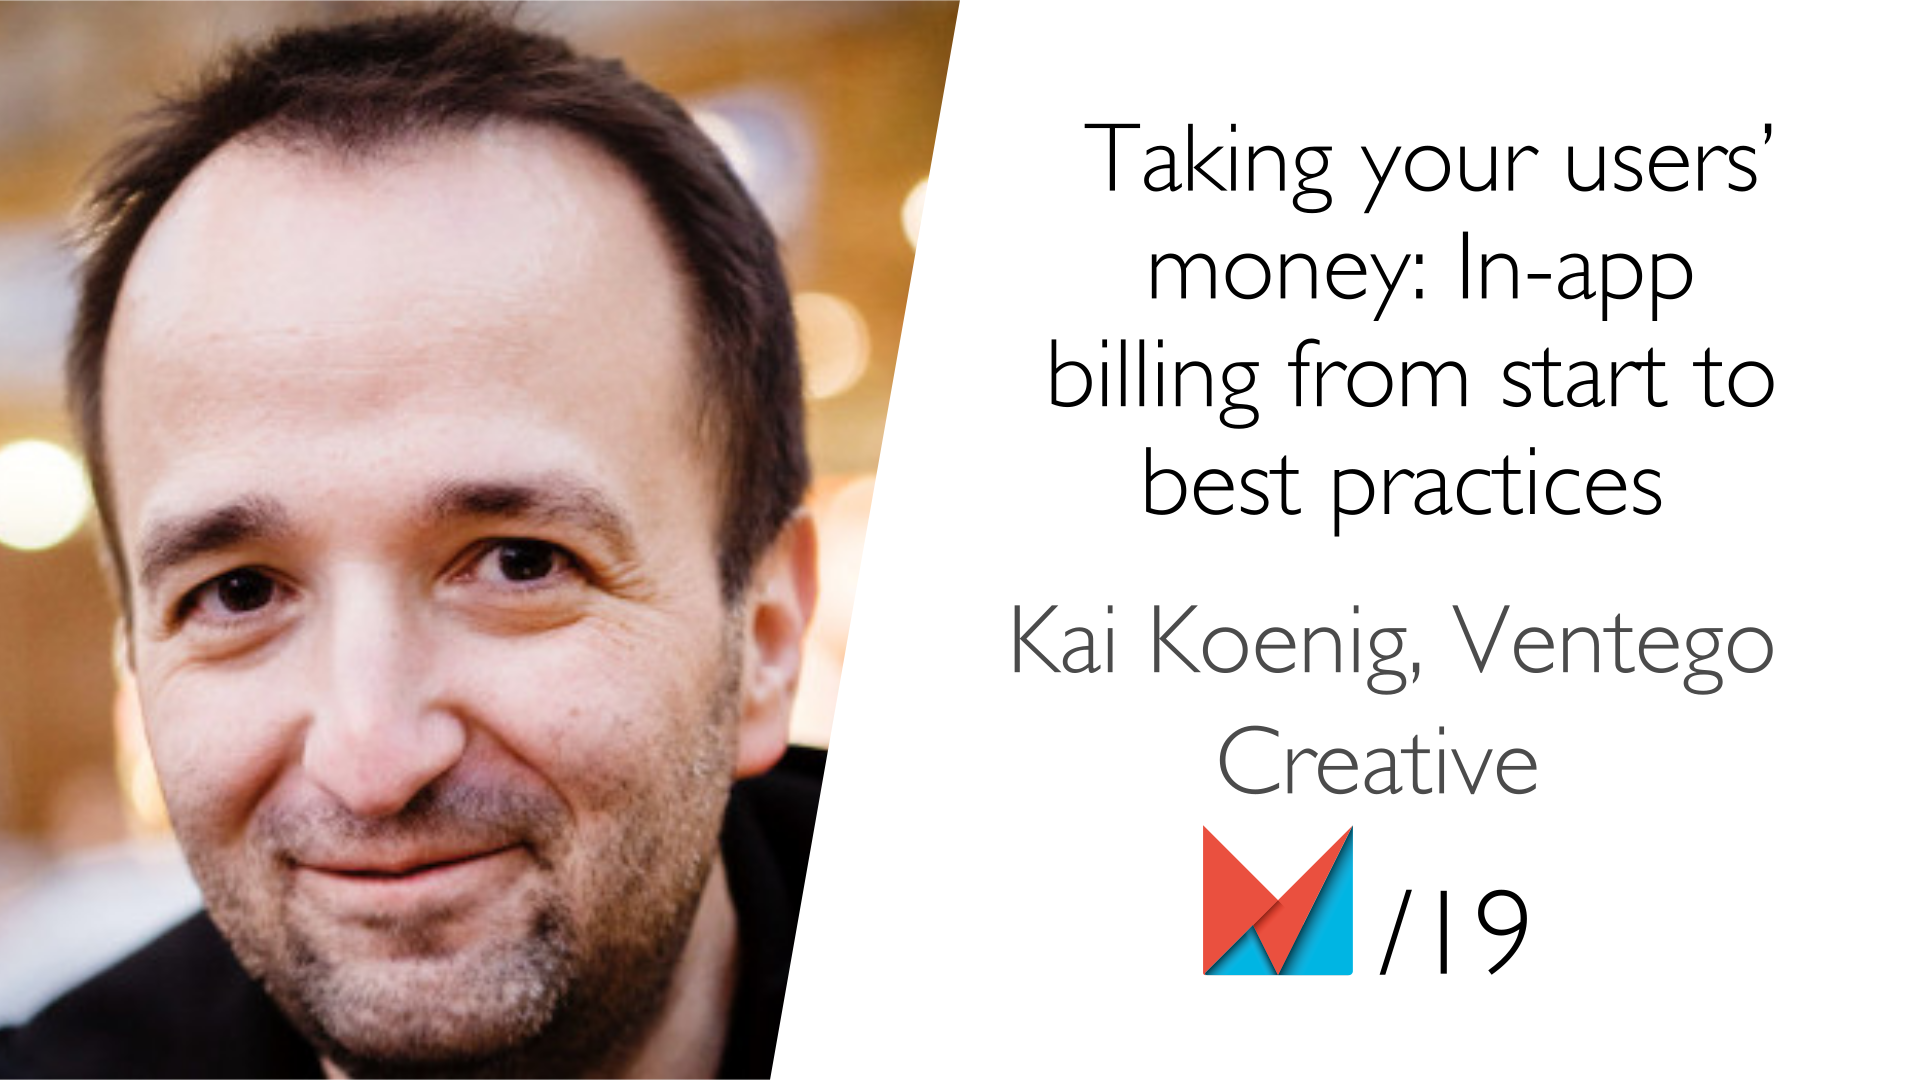 Taking your users’
money: In-app
billing from start to
best practices
Kai Koenig, Ventego
Creative
/19